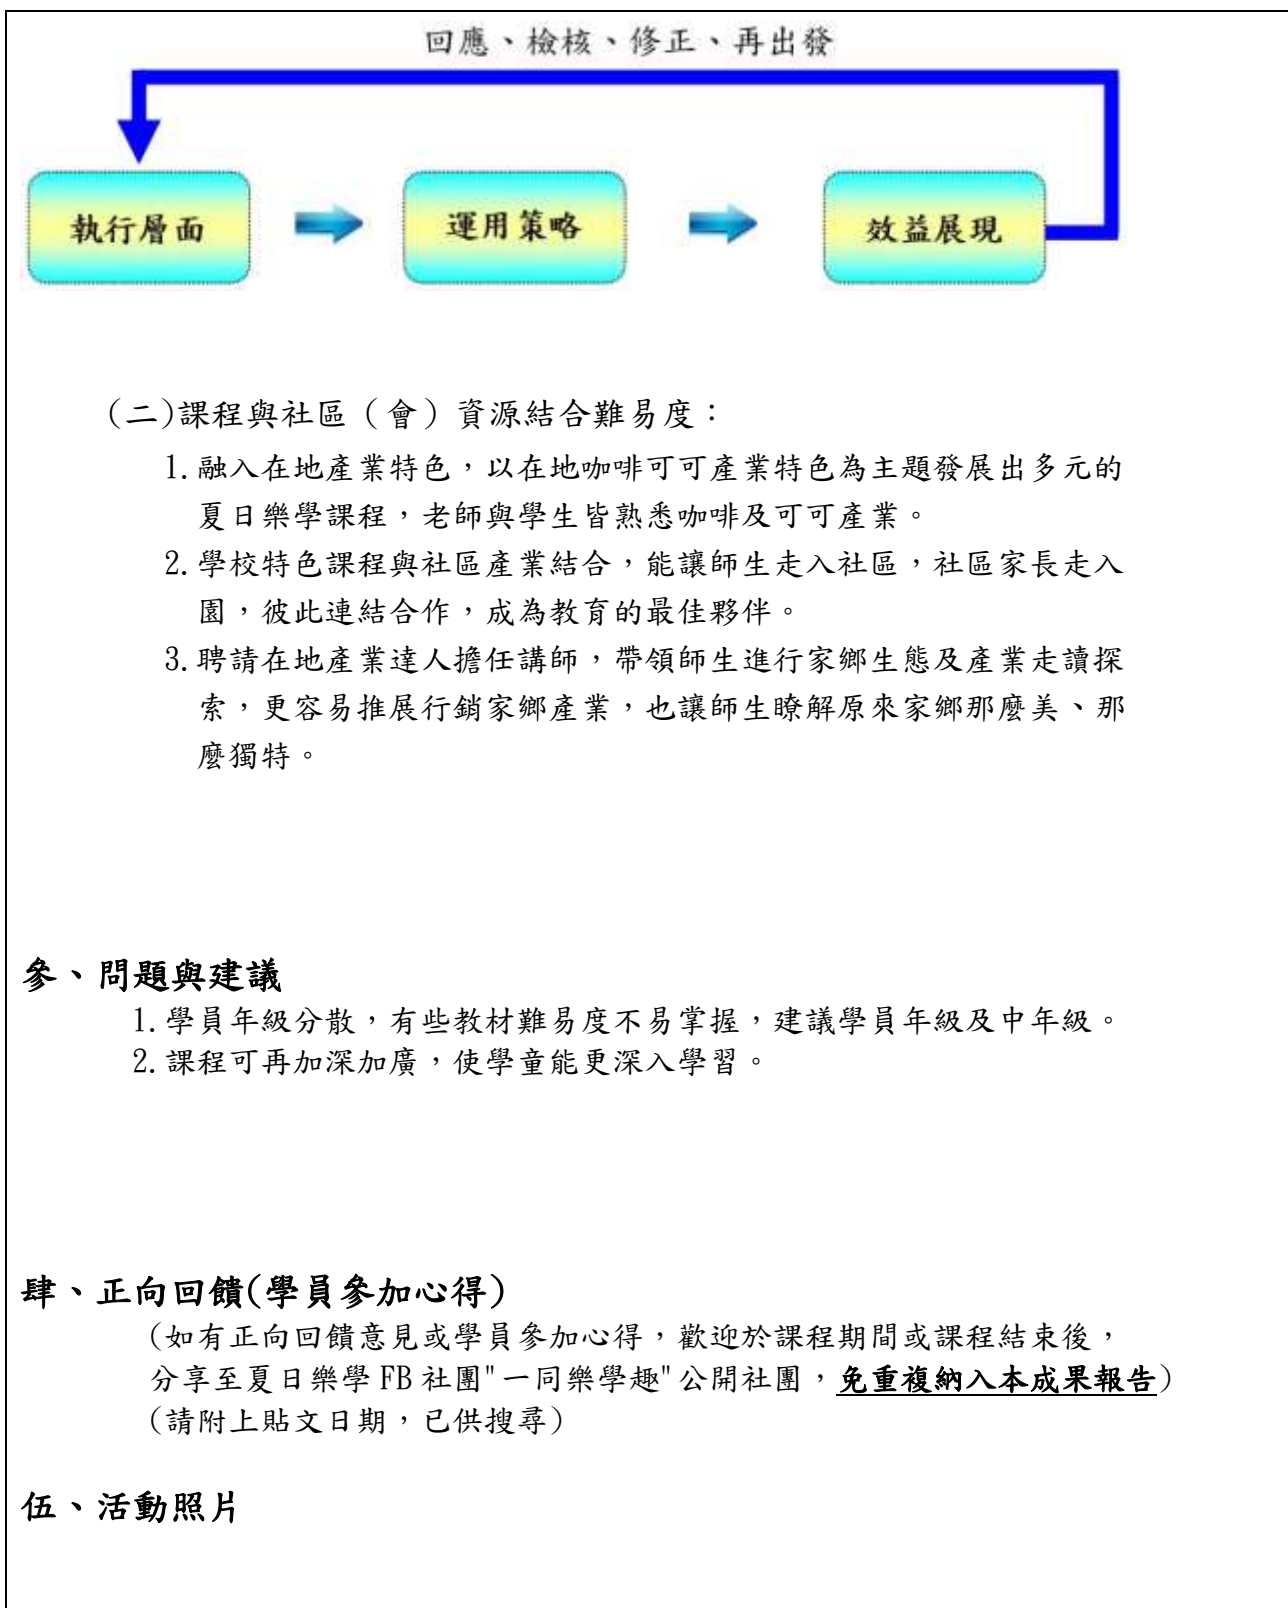 回應、檢核、修正、再出發
執行層面
運用策略
效益展現
(二)課程與社區（會）資源結合難易度：
1.融入在地產業特色，以在地咖啡可可產業特色為主題發展出多元的
夏日樂學課程，老師與學生皆熟悉咖啡及可可產業。
2.學校特色課程與社區產業結合，能讓師生走入社區，社區家長走入
園，彼此連結合作，成為教育的最佳夥伴。
3.聘請在地產業達人擔任講師，帶領師生進行家鄉生態及產業走讀探
索，更容易推展行銷家鄉產業，也讓師生瞭解原來家鄉那麼美、那
麼獨特。
參、問題與建議
1.學員年級分散，有些教材難易度不易掌握，建議學員年級及中年級。
2.課程可再加深加廣，使學童能更深入學習。
肆、正向回饋(學員參加心得)
(如有正向回饋意見或學員參加心得，歡迎於課程期間或課程結束後，
分享至夏日樂學 FB 社團"一同樂學趣"公開社團，免重複納入本成果報告)
(請附上貼文日期，已供搜尋)
伍、活動照片